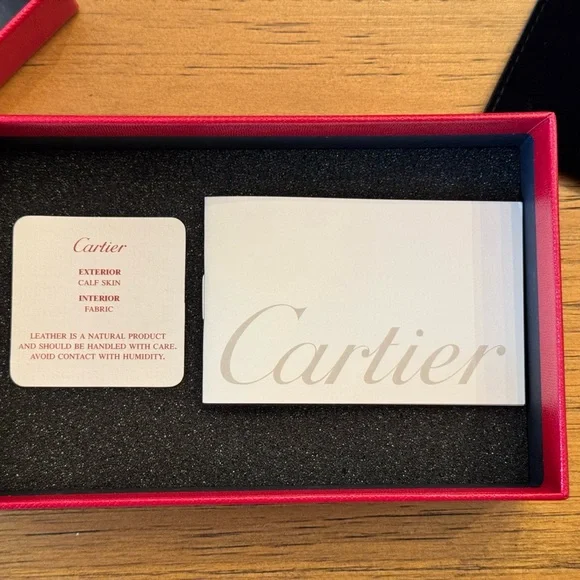 Cartier
EXTERIOR
CALF SKIN
INTERIOR
FABRIC
LEATHER IS A NATURAL PRODUCT
AND SHOULD BE HANDLED WITH CARE.
AVOID CONTACT WITH HUMIDITY.
Cartier